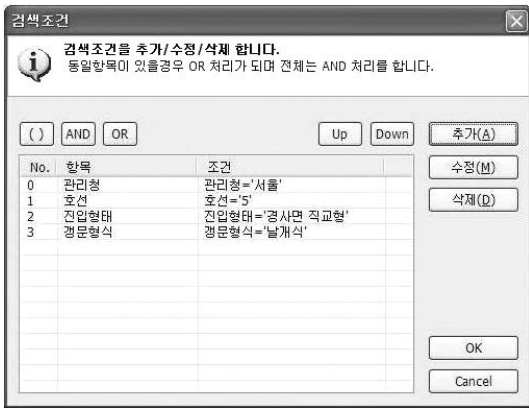 검색조건
검색조건을 추가/수정/삭제 합니다.
동일항목이 있을경우 OR 처리가 되며 전체는 AND 처리를 합니다.
( ) AND OR Up Down 추가(A)
No. 항목 조건 수정(M)
0 관리청 관리청='서울'
1 호선 호선='5' 삭제(D)
2 진입형태 진입형태='경사면 직교형'
3 갱문형식 갱문형식='날개식'
OK
Cancel